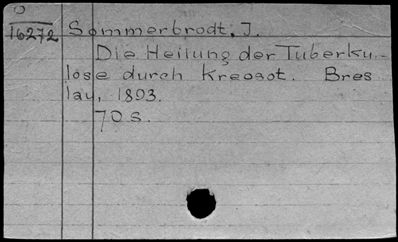 16272 Sommerbrodt, J.
Die Heilung der Tuberku-
lose durch Kreosot. Bres
lau, 1893.
70 S.